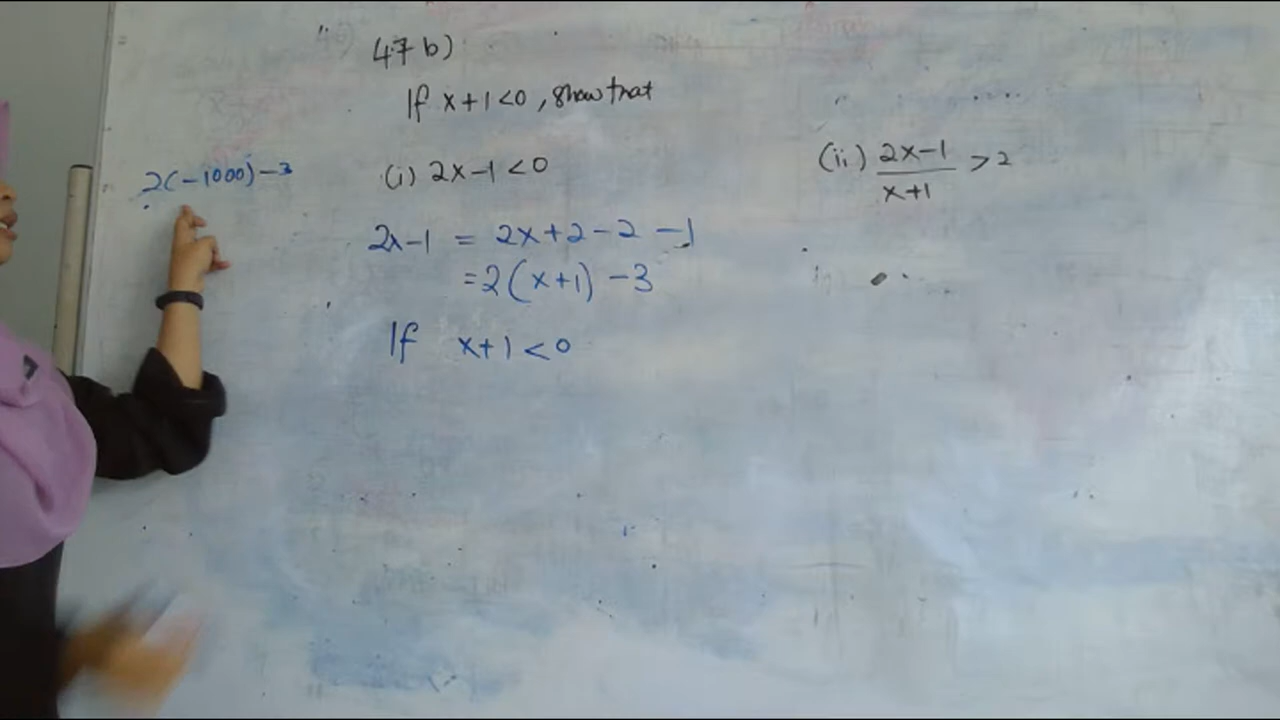 47 b)
If x+1<0, show that
2(-1000)-3
(i) 2x-1<0
2x-1 = 2x+2-2-1
=2(x+1)-3
If x+1<0
(ii) 2x-1/x+1 >2